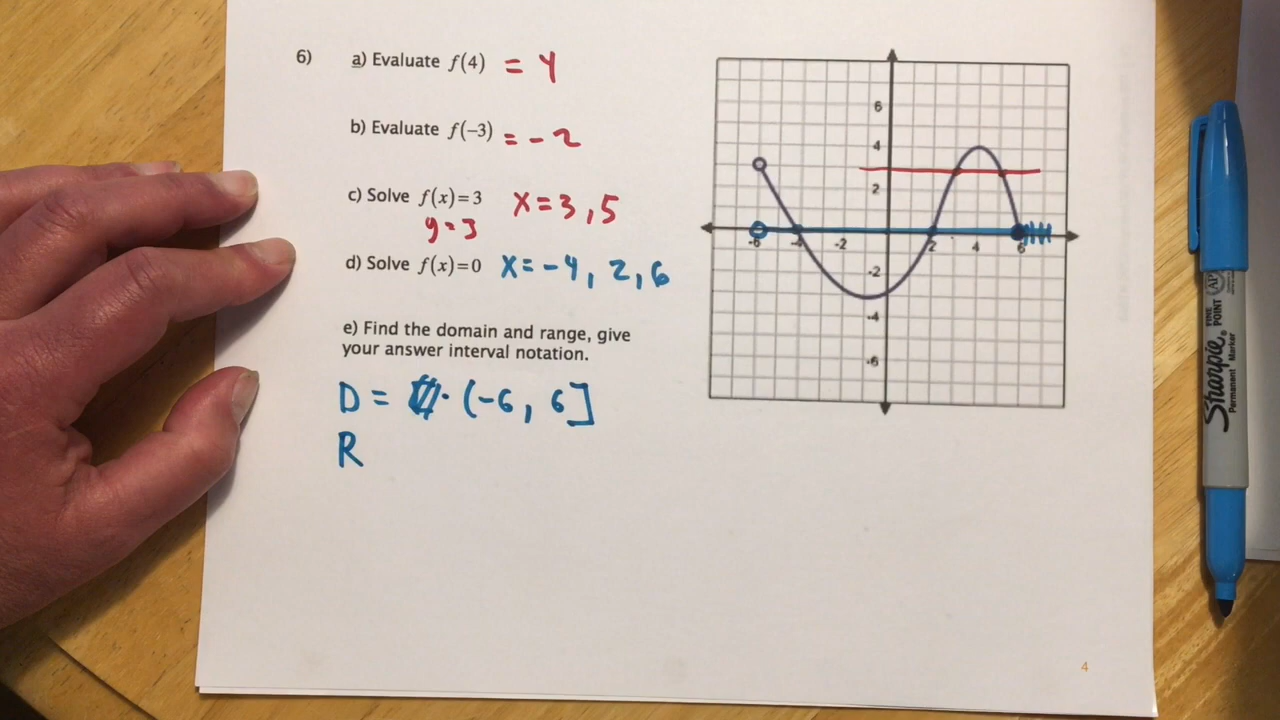 6) a) Evaluate f(4) = 4
b) Evaluate f(−3) = -2
c) Solve f(x)=3 x=3,5
y=3
d) Solve f(x)=0 x=-4, 2, 6
e) Find the domain and range, give
your answer interval notation.
D = (-6, 6]
R
6
4
2
-6 -4 -2 2 4 6
-2
-4
-6
Sharpie.
FINE POINT
Permanent Marker
AP
4